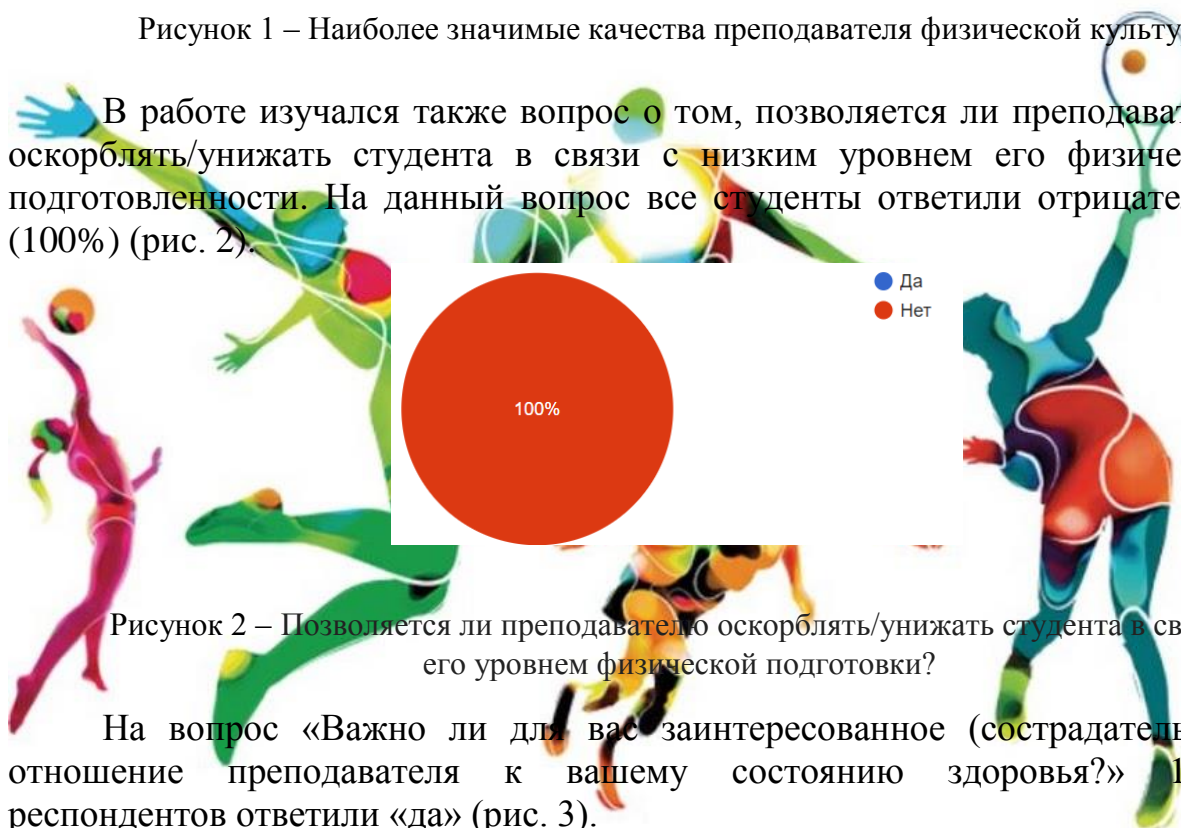 Рисунок 1 – Наиболее значимые качества преподавателя физической культу
В работе изучался также вопрос о том, позволяется ли преподават
оскорблять/унижать студента в связи с низким уровнем его физиче
подготовленности. На данный вопрос все студенты ответили отрицате
(100%) (рис. 2).
Да
Нет
100%
Рисунок 2 – Позволяется ли преподавателю оскорблять/унижать студента в св
его уровнем физической подготовки?
На вопрос «Важно ли для вас заинтересованное (сострадатель
отношение преподавателя к вашему состоянию здоровья?» 1
респондентов ответили «да» (рис. 3).